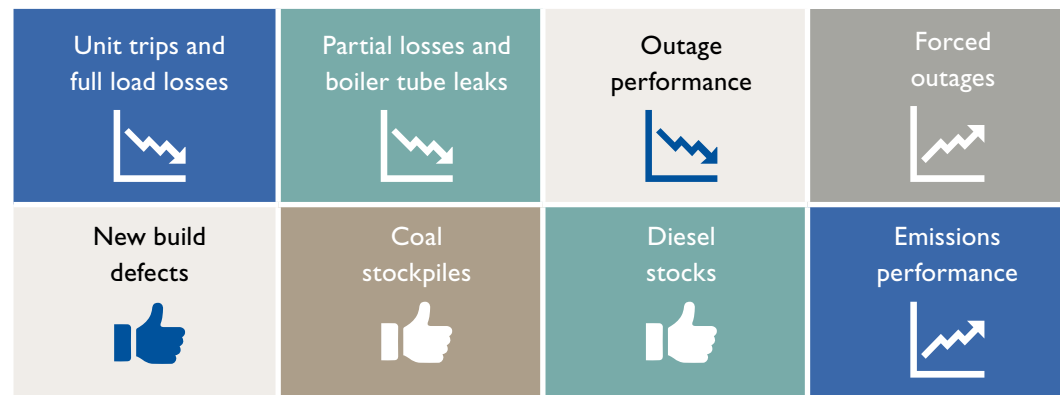 Unit trips and
full load losses
Partial losses and
boiler tube leaks
Outage
performance
Forced
outages
New build
defects
Coal
stockpiles
Diesel
stocks
Emissions
performance